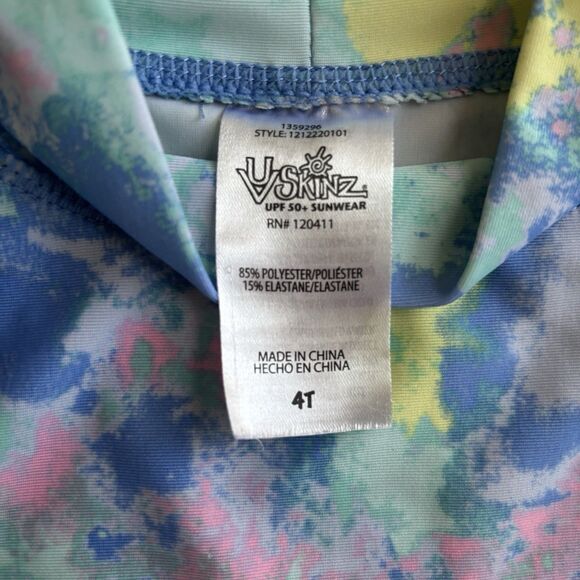 1359296
STYLE: 1212220101
UV SKINZ®
UPF 50+ SUNWEAR
RN# 120411
85% POLYESTER/POLIÉSTER
15% ELASTANE/ELASTANE
MADE IN CHINA
HECHO EN CHINA
4T